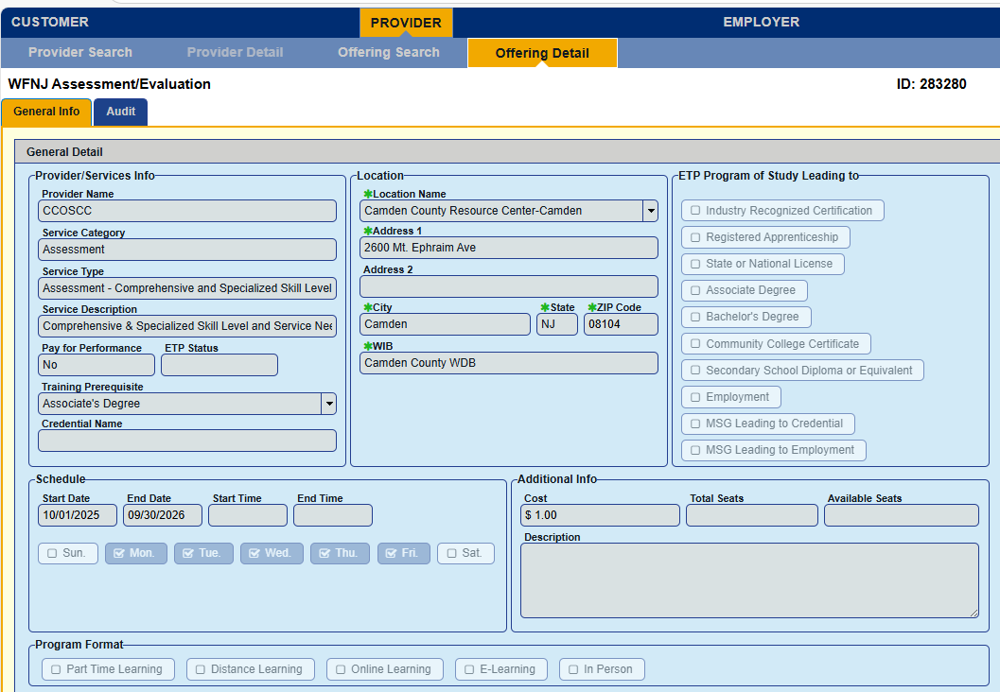 CUSTOMER PROVIDER EMPLOYER
Provider Search Provider Detail Offering Search Offering Detail
WFNJ Assessment/Evaluation ID: 283280
General Info Audit
General Detail
Provider/Services Info
Provider Name
CCOSCC
Service Category
Assessment
Service Type
Assessment - Comprehensive and Specialized Skill Level
Service Description
Comprehensive & Specialized Skill Level and Service Nee
Pay for Performance ETP Status
No
Training Prerequisite
Associate's Degree
Credential Name
Location
✱Location Name
Camden County Resource Center-Camden
✱Address 1
2600 Mt. Ephraim Ave
Address 2
✱City ✱State ✱ZIP Code
Camden NJ 08104
✱WIB
Camden County WDB
ETP Program of Study Leading to
Industry Recognized Certification
Registered Apprenticeship
State or National License
Associate Degree
Bachelor's Degree
Community College Certificate
Secondary School Diploma or Equivalent
Employment
MSG Leading to Credential
MSG Leading to Employment
Schedule
Start Date End Date Start Time End Time
10/01/2025 09/30/2026
Sun. Mon. Tue. Wed. Thu. Fri. Sat.
Additional Info
Cost Total Seats Available Seats
$ 1.00
Description
Program Format
Part Time Learning Distance Learning Online Learning E-Learning In Person